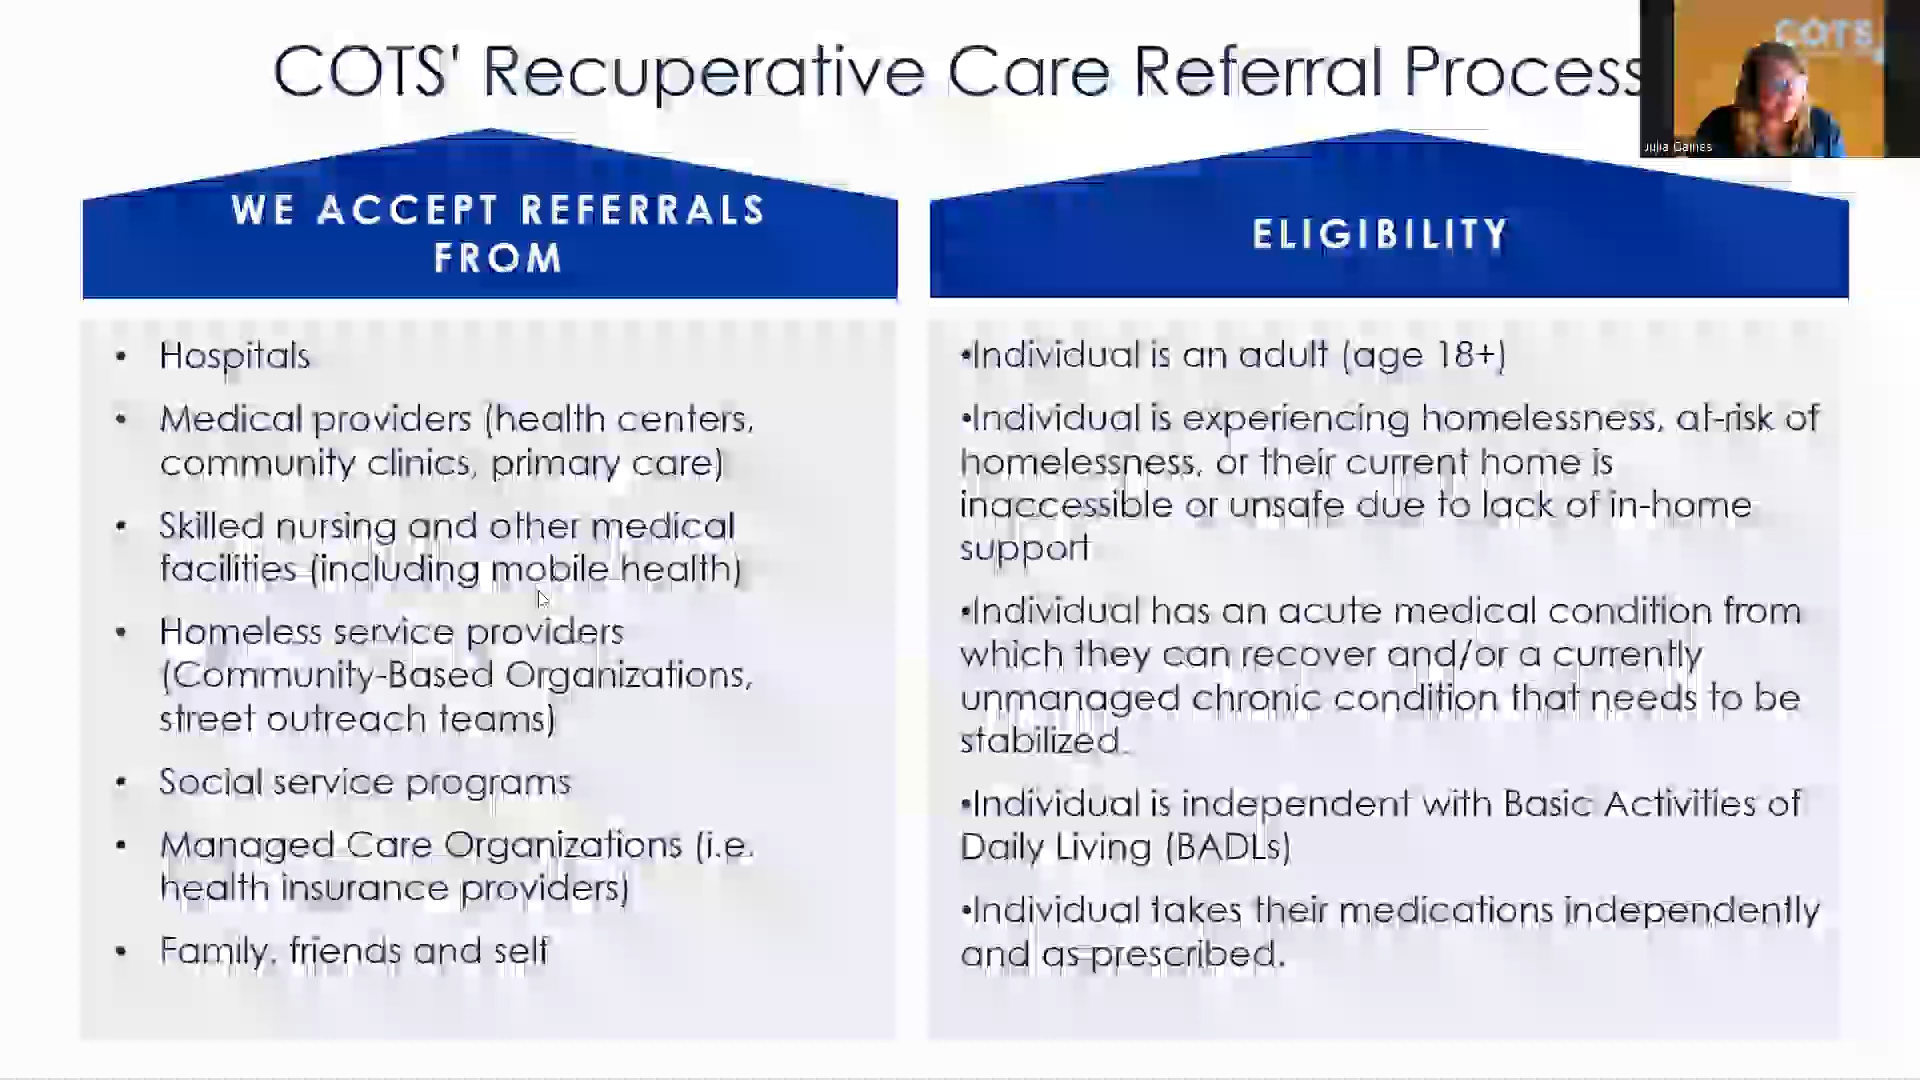 COTS' Recuperative Care Referral Process
COTS
WE ACCEPT REFERRALS
FROM
• Hospitals
• Medical providers (health centers,
community clinics, primary care)
• Skilled nursing and other medical
facilities (including mobile health)
• Homeless service providers
(Community-Based Organizations,
street outreach teams)
• Social service programs
• Managed Care Organizations (i.e.
health insurance providers)
• Family, friends and self
ELIGIBILITY
•Individual is an adult (age 18+)
•Individual is experiencing homelessness, at-risk of
homelessness, or their current home is
inaccessible or unsafe due to lack of in-home
support
•Individual has an acute medical condition from
which they can recover and/or a currently
unmanaged chronic condition that needs to be
stabilized.
•Individual is independent with Basic Activities of
Daily Living (BADLs)
•Individual takes their medications independently
and as prescribed.
Julia